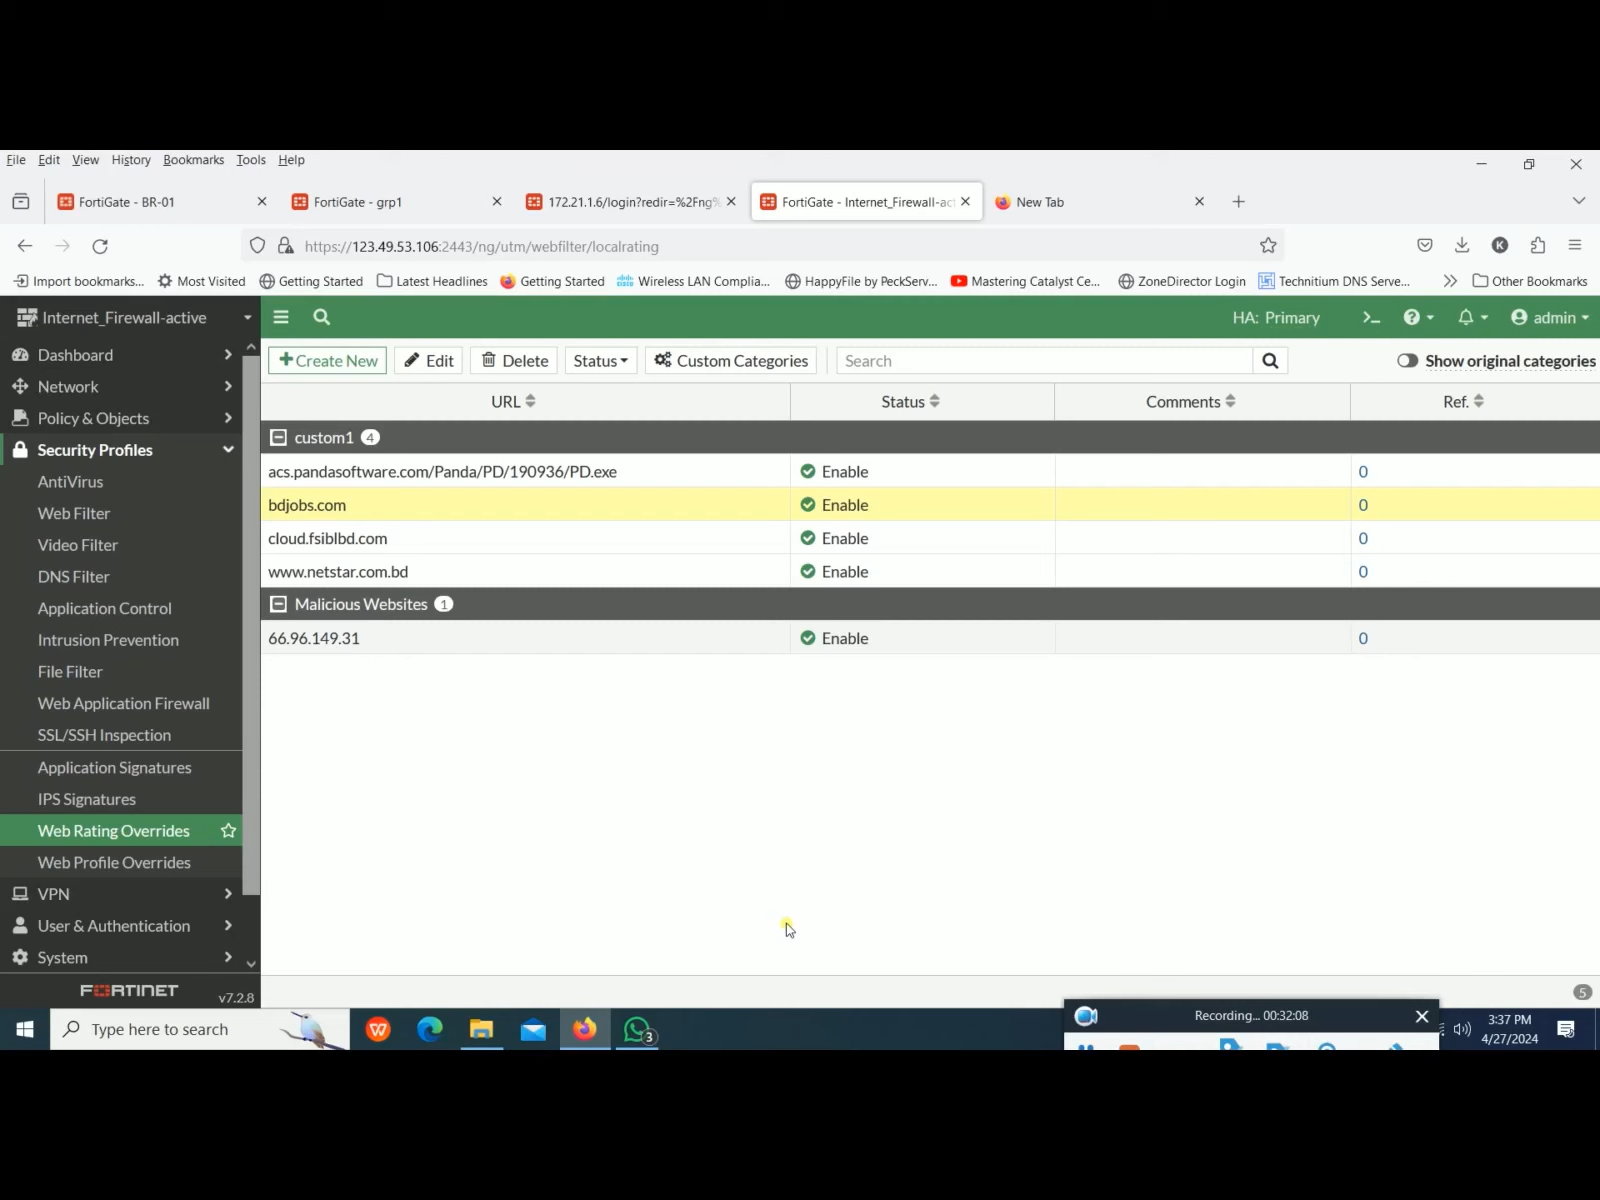 File Edit View History Bookmarks Tools Help
FortiGate - BR-01
FortiGate - grp1
172.21.1.6/login?redir=%2Fng%
FortiGate - Internet_Firewall-act
New Tab
https://123.49.53.106:2443/ng/utm/webfilter/localrating
K
Import bookmarks... Most Visited Getting Started Latest Headlines Getting Started Wireless LAN Complia... HappyFile by PeckServ... Mastering Catalyst Ce... ZoneDirector Login Technitium DNS Serve... Other Bookmarks
Internet_Firewall-active
HA: Primary
>_
admin
Dashboard
Network
Policy & Objects
Security Profiles
AntiVirus
Web Filter
Video Filter
DNS Filter
Application Control
Intrusion Prevention
File Filter
Web Application Firewall
SSL/SSH Inspection
Application Signatures
IPS Signatures
Web Rating Overrides
Web Profile Overrides
VPN
User & Authentication
System
FORTINET
v7.2.8
+Create New Edit Delete Status Custom Categories Search Show original categories
URL Status Comments Ref.
custom1 4
acs.pandasoftware.com/Panda/PD/190936/PD.exe Enable 0
bdjobs.com Enable 0
cloud.fsiblbd.com Enable 0
www.netstar.com.bd Enable 0
Malicious Websites 1
66.96.149.31 Enable 0
5
Type here to search
W
3
Recording... 00:32:08
3:37 PM
4/27/2024